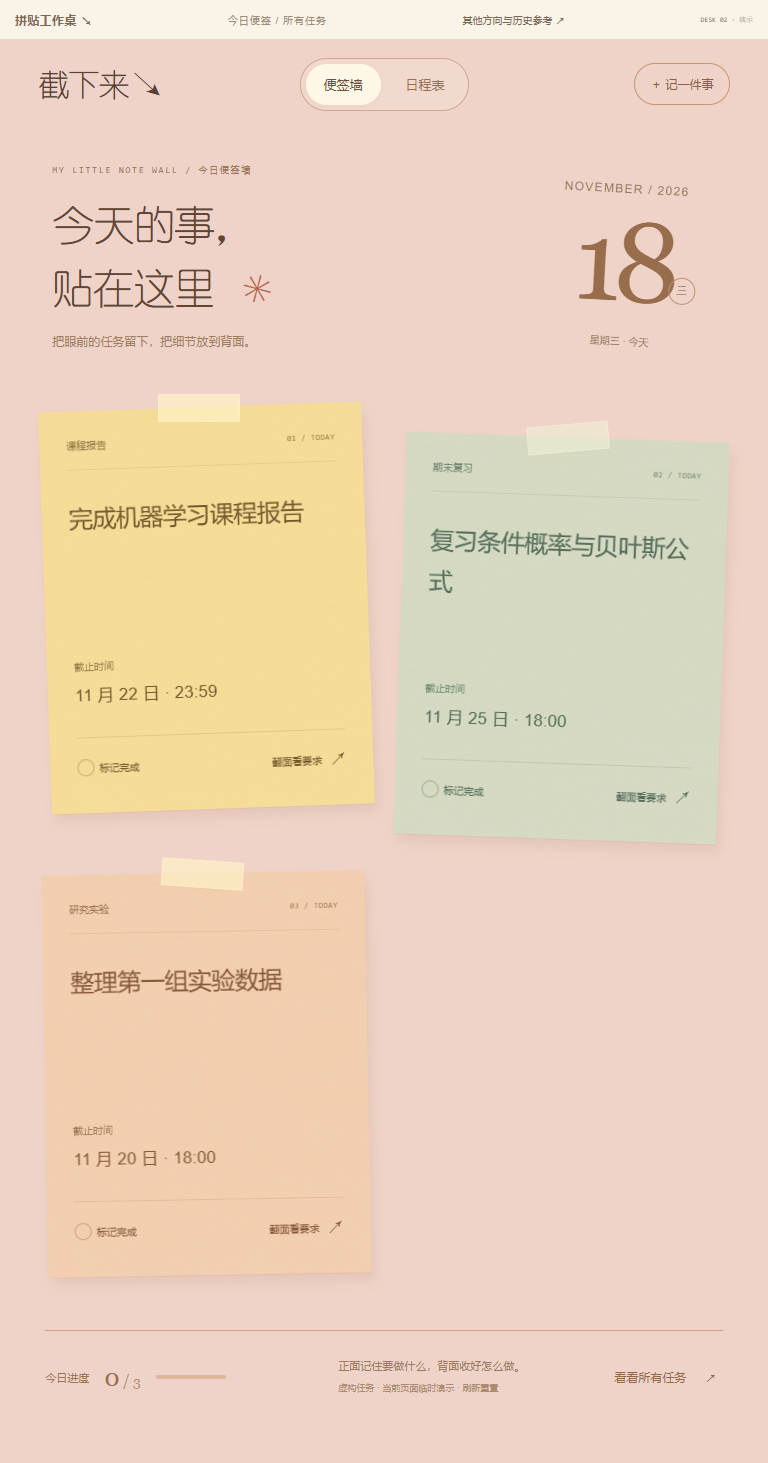 拼贴工作桌 ↘
今日便签 / 所有任务
其他方向与历史参考 ↗
DESK 02 · 演示
截下来↘
便签墙
日程表
+ 记一件事
MY LITTLE NOTE WALL / 今日便签墙
今天的事，
贴在这里
把眼前的任务留下，把细节放到背面。
NOVEMBER / 2026
18
三
星期三 · 今天
课程报告
01 / TODAY
完成机器学习课程报告
截止时间
11 月 22 日 · 23:59
标记完成
翻面看要求 ↗
期末复习
02 / TODAY
复习条件概率与贝叶斯公
式
截止时间
11 月 25 日 · 18:00
标记完成
翻面看要求 ↗
研究实验
03 / TODAY
整理第一组实验数据
截止时间
11 月 20 日 · 18:00
标记完成
翻面看要求 ↗
今日进度
0 / 3
正面记住要做什么，背面收好怎么做。
虚构任务 · 当前页面临时演示 · 刷新重置
看看所有任务 ↗